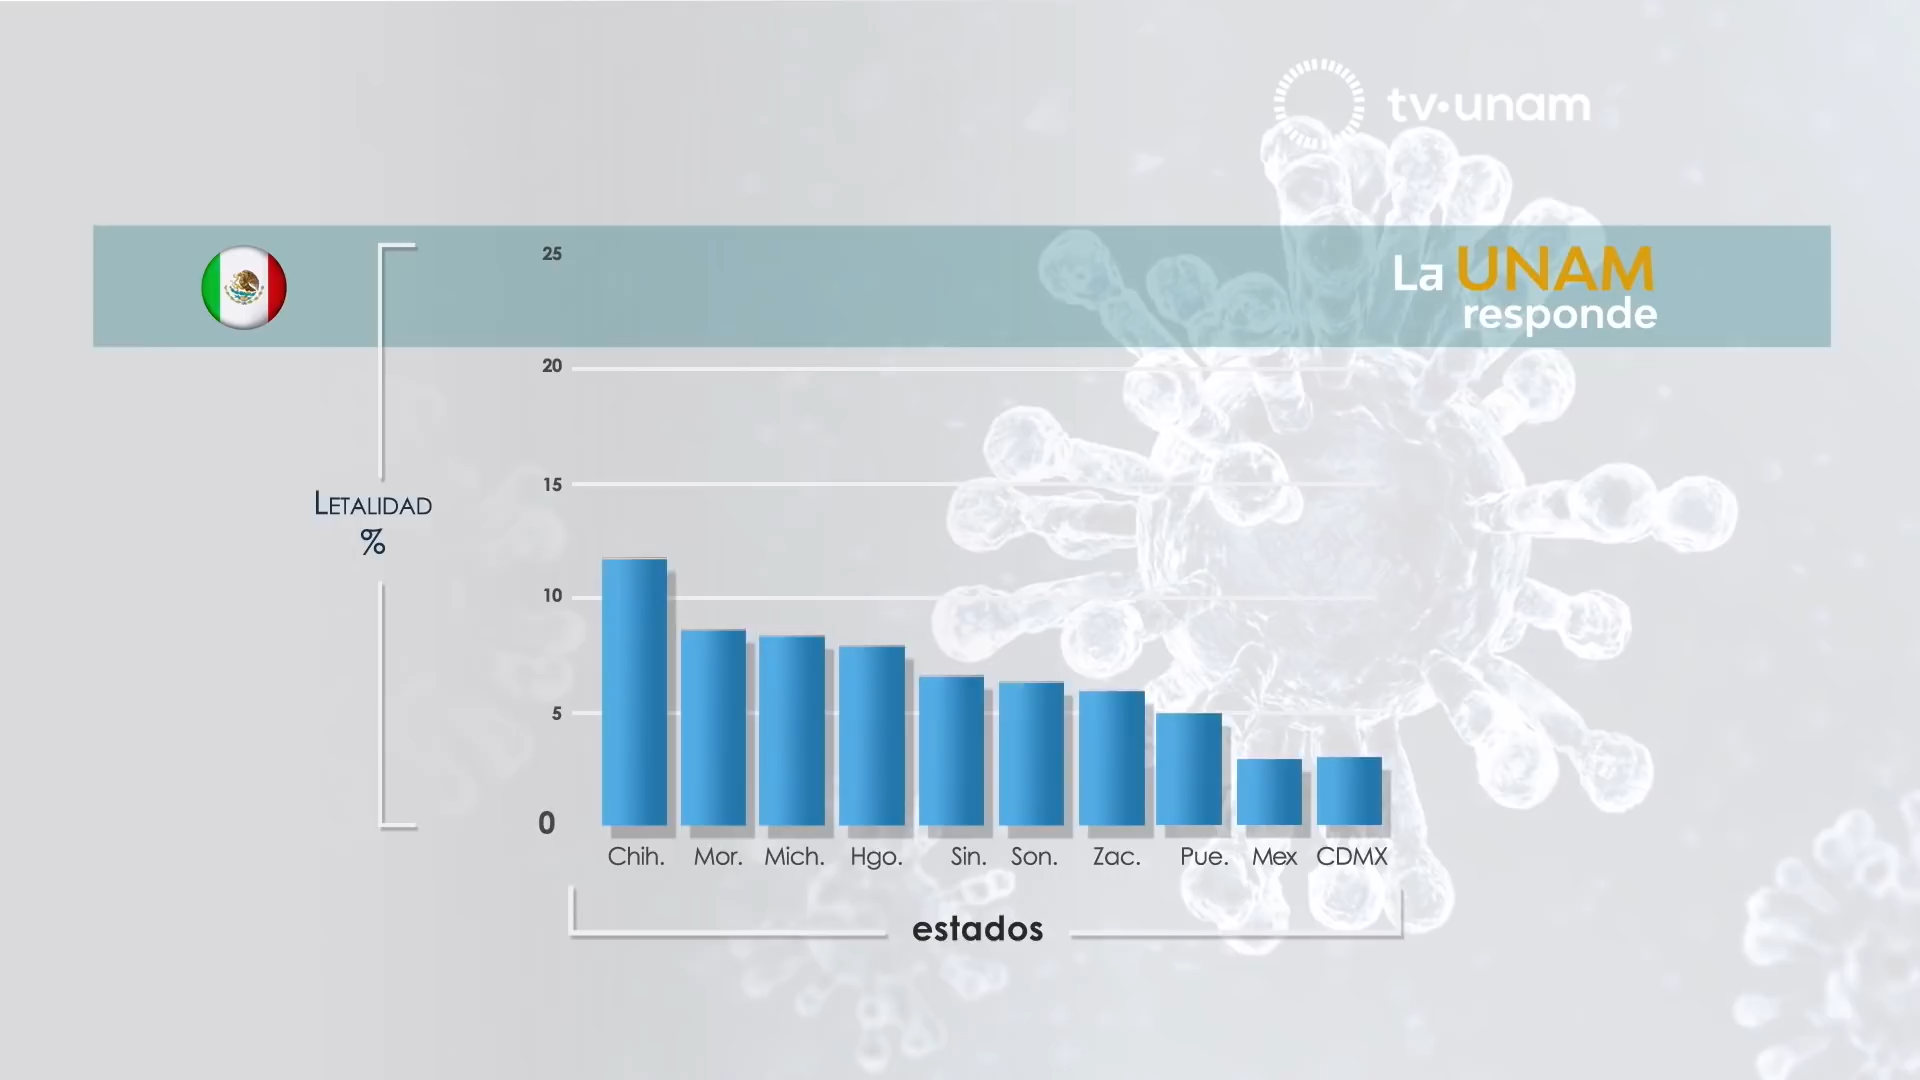 tv·unam
La UNAM
responde
25
20
15
10
5
0
LETALIDAD
%
Chih. Mor. Mich. Hgo. Sin. Son. Zac. Pue. Mex CDMX
estados